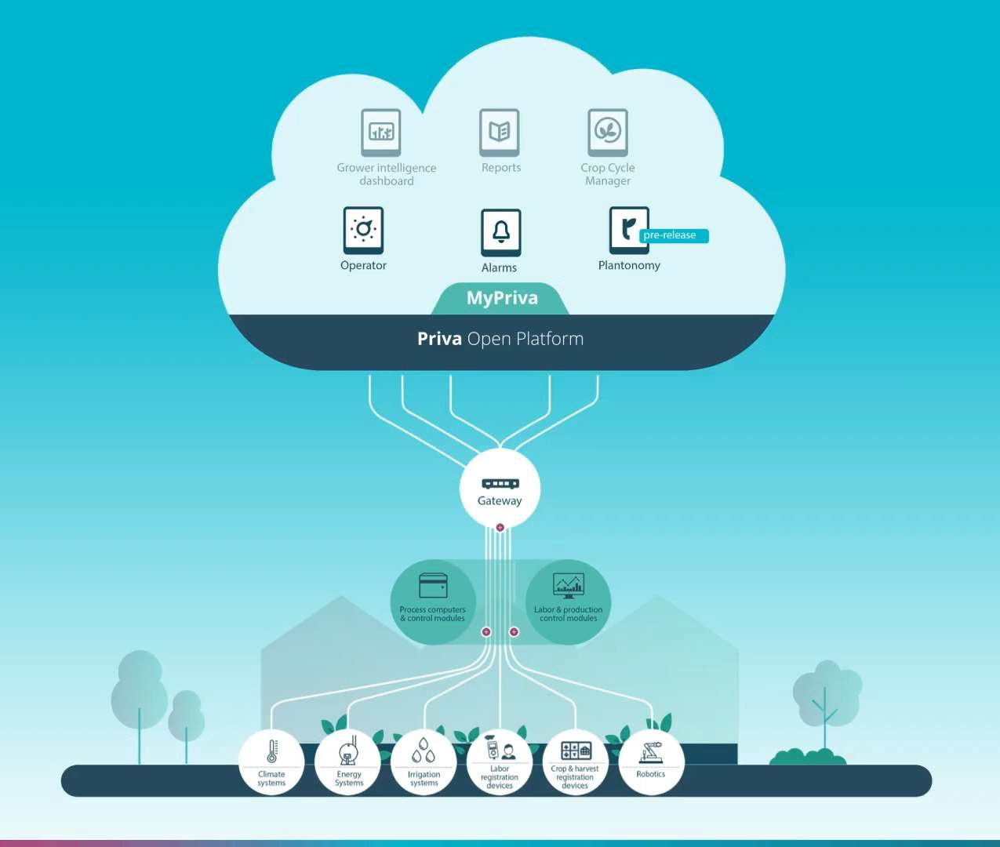 Grower intelligence
dashboard
Reports
Crop Cycle
Manager
Operator
Alarms
pre-release
Plantonomy
MyPriva
Priva Open Platform
Gateway
Process computers
& control modules
Labor & production
control modules
Climate
systems
Energy
Systems
Irrigation
systems
Labor
registration
devices
Crop & harvest
registration
devices
Robotics